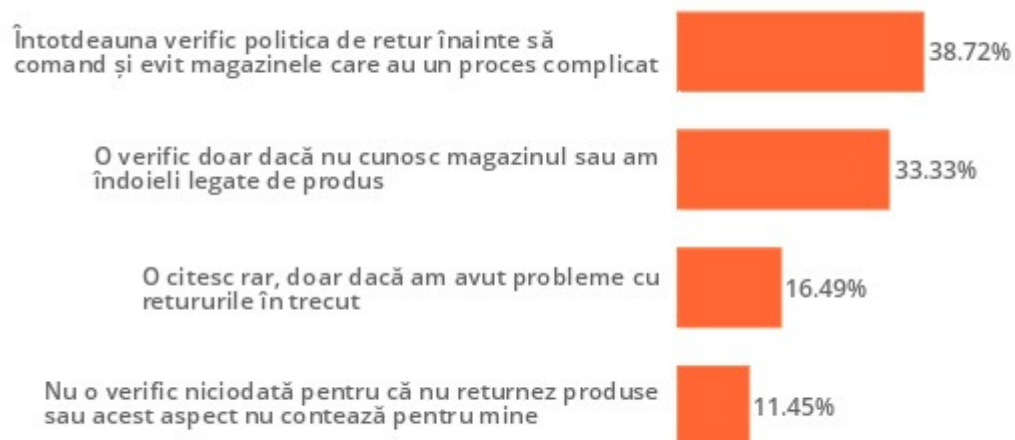 Întotdeauna verific politica de retur înainte să
comand și evit magazinele care au un proces complicat
38.72%
O verific doar dacă nu cunosc magazinul sau am
îndoieli legate de produs
33.33%
O citesc rar, doar dacă am avut probleme cu
retururile în trecut
16.49%
Nu o verific niciodată pentru că nu returnez produse
sau acest aspect nu contează pentru mine
11.45%